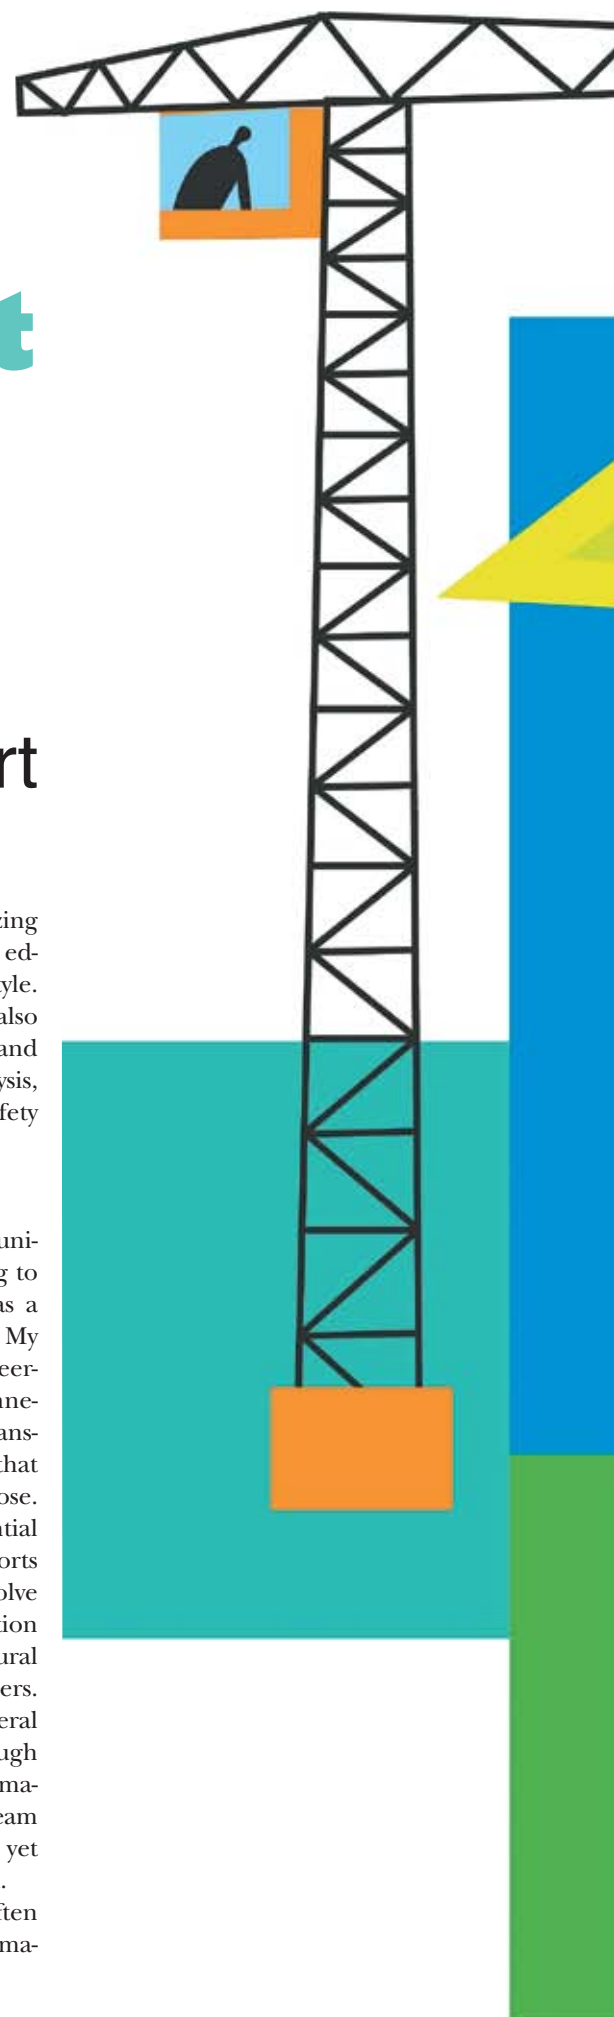 t
rt
zing
ed-
tyle.
also
and
ysis,
fety
uni-
g to
as a
My
eer-
nne-
ans-
that
ose.
ntial
orts
olve
tion
ural
ers.
eral
ugh
ma-
eam
yet
.
ften
ma-